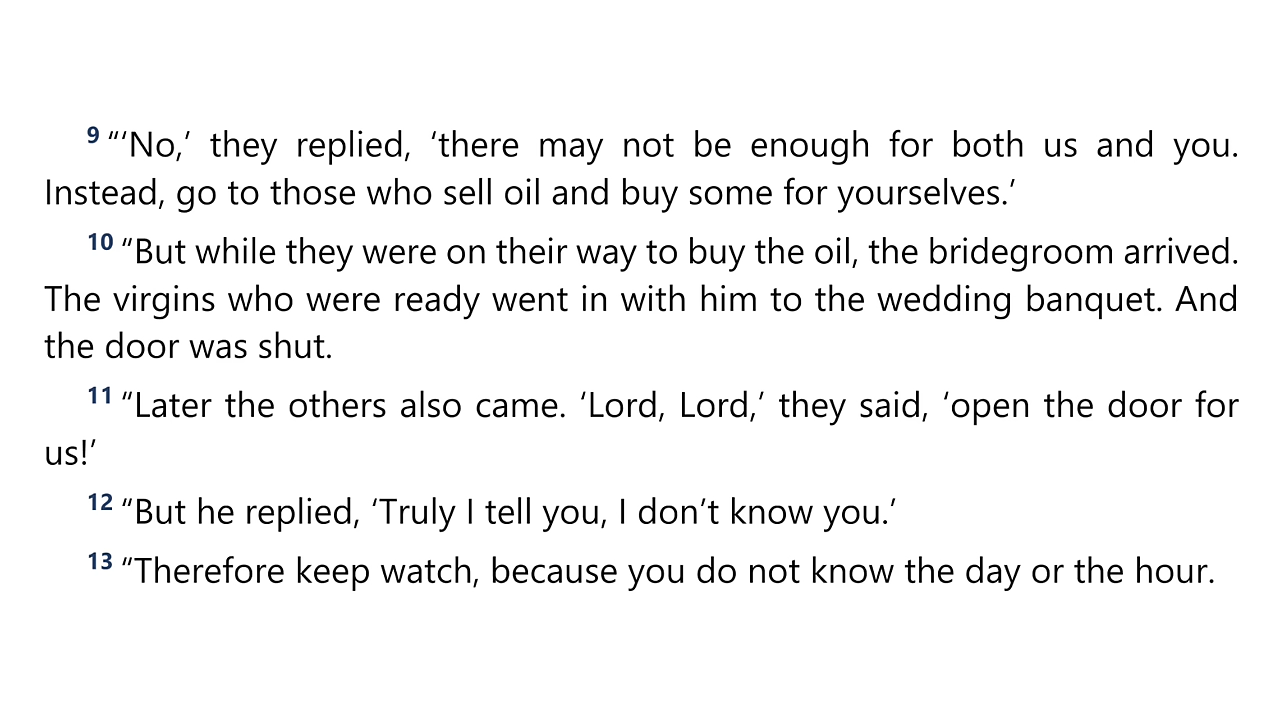 9 “‘No,’ they replied, ‘there may not be enough for both us and you.
Instead, go to those who sell oil and buy some for yourselves.’
10 “But while they were on their way to buy the oil, the bridegroom arrived.
The virgins who were ready went in with him to the wedding banquet. And
the door was shut.
11 “Later the others also came. ‘Lord, Lord,’ they said, ‘open the door for
us!’
12 “But he replied, ‘Truly I tell you, I don’t know you.’
13 “Therefore keep watch, because you do not know the day or the hour.